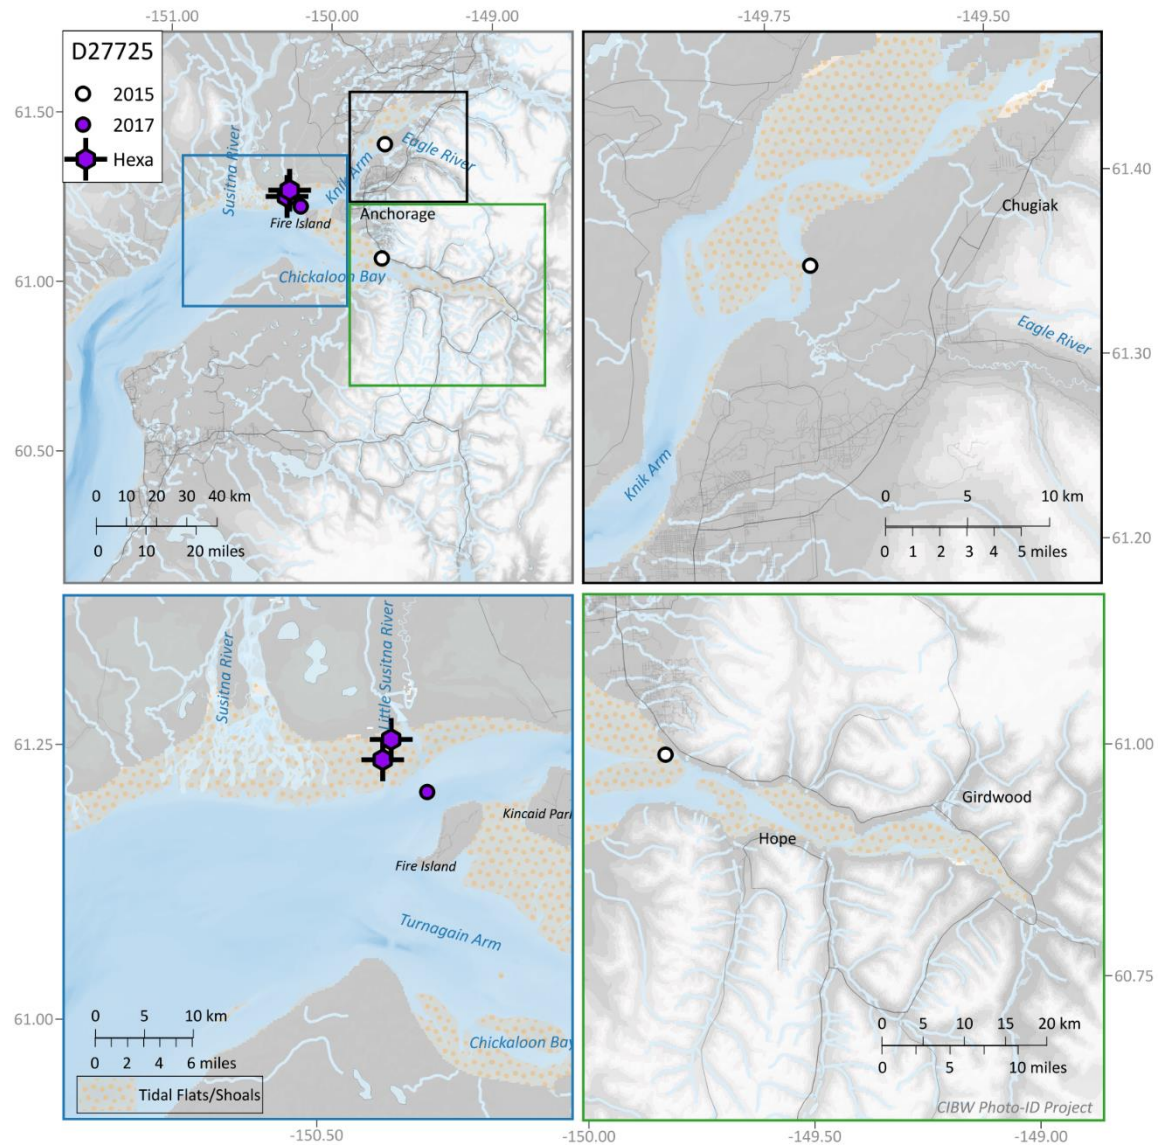 -151.00
-150.00
-149.00
-149.75
-149.50
D27725
2015
2017
Hexa
61.50
61.00
60.50
Susitna River
Knik Arm
Eagle River
Anchorage
Fire Island
Chickaloon Bay
0 10 20 30 40 km
0 10 20 miles
61.40
61.30
61.20
Chugiak
Eagle River
Knik Arm
0 5 10 km
0 1 2 3 4 5 miles
61.25
61.00
Susitna River
Little Susitna River
Kincaid Par
Fire Island
Turnagain Arm
Chickaloon Bay
0 5 10 km
0 2 4 6 miles
Tidal Flats/Shoals
-150.50
61.00
60.75
Girdwood
Hope
0 5 10 15 20 km
0 5 10 miles
CIBW Photo-ID Project
-150.00
-149.50
-149.00